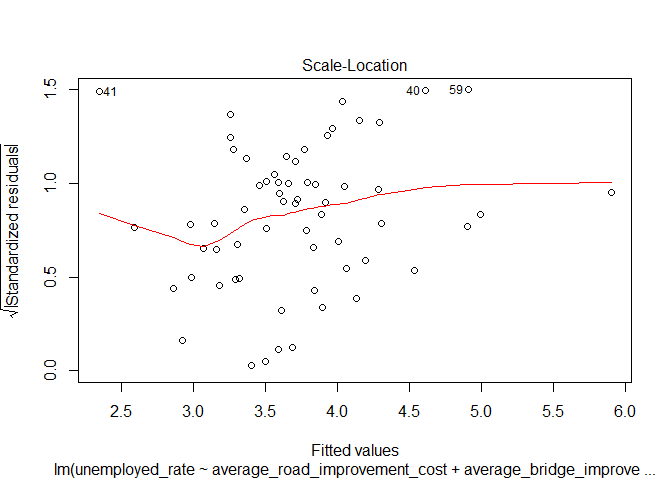 Scale-Location
√|Standardized residuals|
1.5
1.0
0.5
0.0
41
40
59
2.5 3.0 3.5 4.0 4.5 5.0 5.5 6.0
Fitted values
lm(unemployed_rate ~ average_road_improvement_cost + average_bridge_improve ...